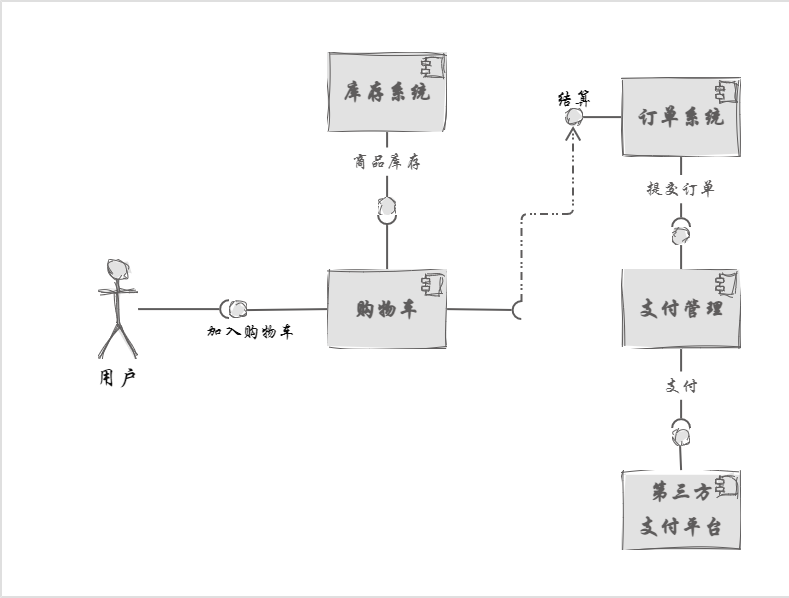 库存系统
结算
订单系统
商品库存
提交订单
购物车
支付管理
加入购物车
用户
支付
第三方
支付平台